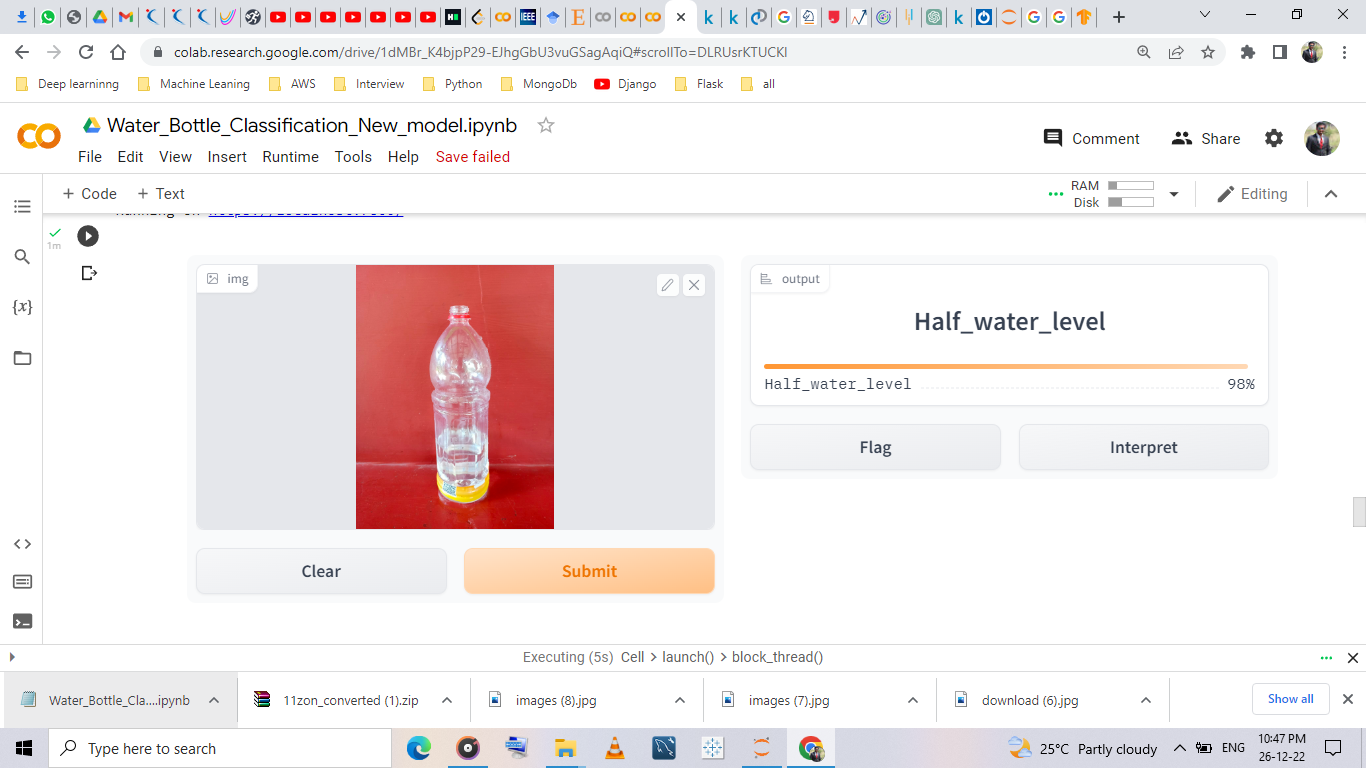 colab.research.google.com/drive/1dMBr_K4bjpP29-EJhgGbU3vuGSagAqiQ#scrollTo=DLRUsrKTUCKI
Deep learninng Machine Leaning AWS Interview Python MongoDb Django Flask all
Water_Bottle_Classification_New_model.ipynb
Comment Share
File Edit View Insert Runtime Tools Help Save failed
+ Code + Text
RAM
Disk
Editing
1m
{x}
img
output
Half_water_level
Half_water_level 98%
Flag Interpret
Clear Submit
Executing (5s) Cell > launch() > block_thread()
Water_Bottle_Cla....ipynb 11zon_converted (1).zip images (8).jpg images (7).jpg download (6).jpg Show all
Type here to search
25°C Partly cloudy
ENG
10:47 PM
26-12-22